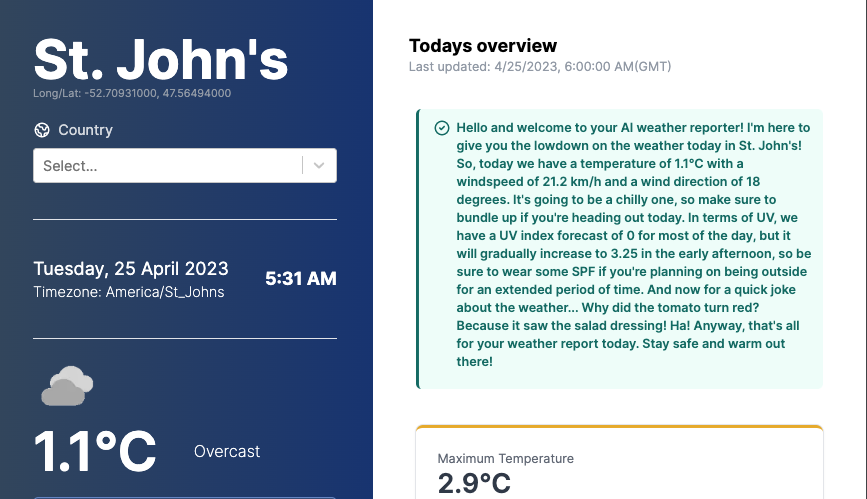 St. John's
Long/Lat: -52.70931000, 47.56494000
Country
Select...
Tuesday, 25 April 2023
5:31 AM
Timezone: America/St_Johns
1.1°C
Overcast
Todays overview
Last updated: 4/25/2023, 6:00:00 AM(GMT)
Hello and welcome to your AI weather reporter! I'm here to
give you the lowdown on the weather today in St. John's!
So, today we have a temperature of 1.1°C with a
windspeed of 21.2 km/h and a wind direction of 18
degrees. It's going to be a chilly one, so make sure to
bundle up if you're heading out today. In terms of UV, we
have a UV index forecast of 0 for most of the day, but it
will gradually increase to 3.25 in the early afternoon, so be
sure to wear some SPF if you're planning on being outside
for an extended period of time. And now for a quick joke
about the weather... Why did the tomato turn red?
Because it saw the salad dressing! Ha! Anyway, that's all
for your weather report today. Stay safe and warm out
there!
Maximum Temperature
2.9°C